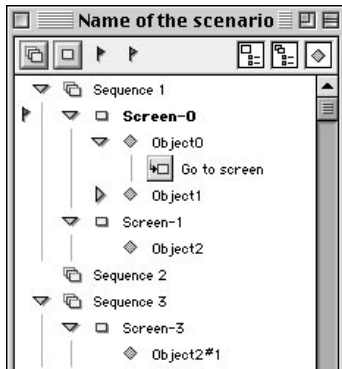 Name of the scenario
Sequence 1
Screen-0
Object0
Go to screen
Object1
Screen-1
Object2
Sequence 2
Sequence 3
Screen-3
Object2#1